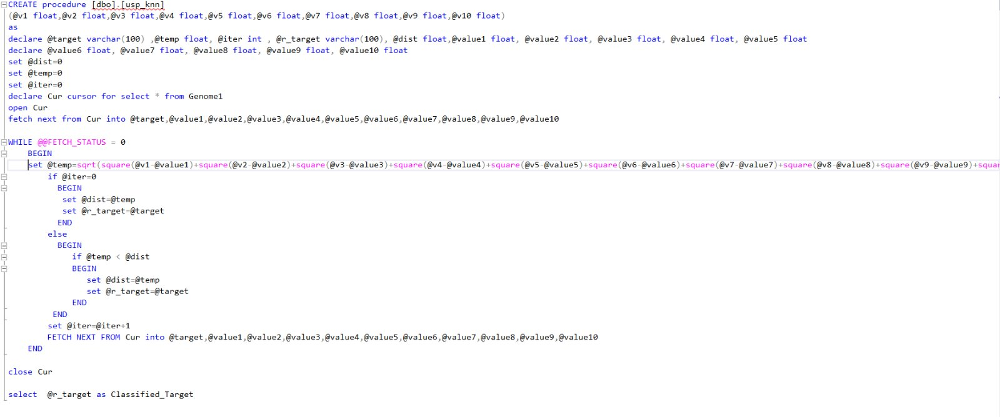 CREATE procedure [dbo].[usp_knn]
(@v1 float,@v2 float,@v3 float,@v4 float,@v5 float,@v6 float,@v7 float,@v8 float,@v9 float,@v10 float)
as
declare @target varchar(100) ,@temp float, @iter int , @r_target varchar(100), @dist float,@value1 float, @value2 float, @value3 float, @value4 float, @value5 float
declare @value6 float, @value7 float, @value8 float, @value9 float, @value10 float
set @dist=0
set @temp=0
set @iter=0
declare Cur cursor for select * from Genome1
open Cur
fetch next from Cur into @target,@value1,@value2,@value3,@value4,@value5,@value6,@value7,@value8,@value9,@value10
WHILE @@FETCH_STATUS = 0
BEGIN
set @temp=sqrt(square(@v1-@value1)+square(@v2-@value2)+square(@v3-@value3)+square(@v4-@value4)+square(@v5-@value5)+square(@v6-@value6)+square(@v7-@value7)+square(@v8-@value8)+square(@v9-@value9)+squar
if @iter=0
BEGIN
set @dist=@temp
set @r_target=@target
END
else
BEGIN
if @temp < @dist
BEGIN
set @dist=@temp
set @r_target=@target
END
END
set @iter=@iter+1
FETCH NEXT FROM Cur into @target,@value1,@value2,@value3,@value4,@value5,@value6,@value7,@value8,@value9,@value10
END
close Cur
select  @r_target as Classified_Target